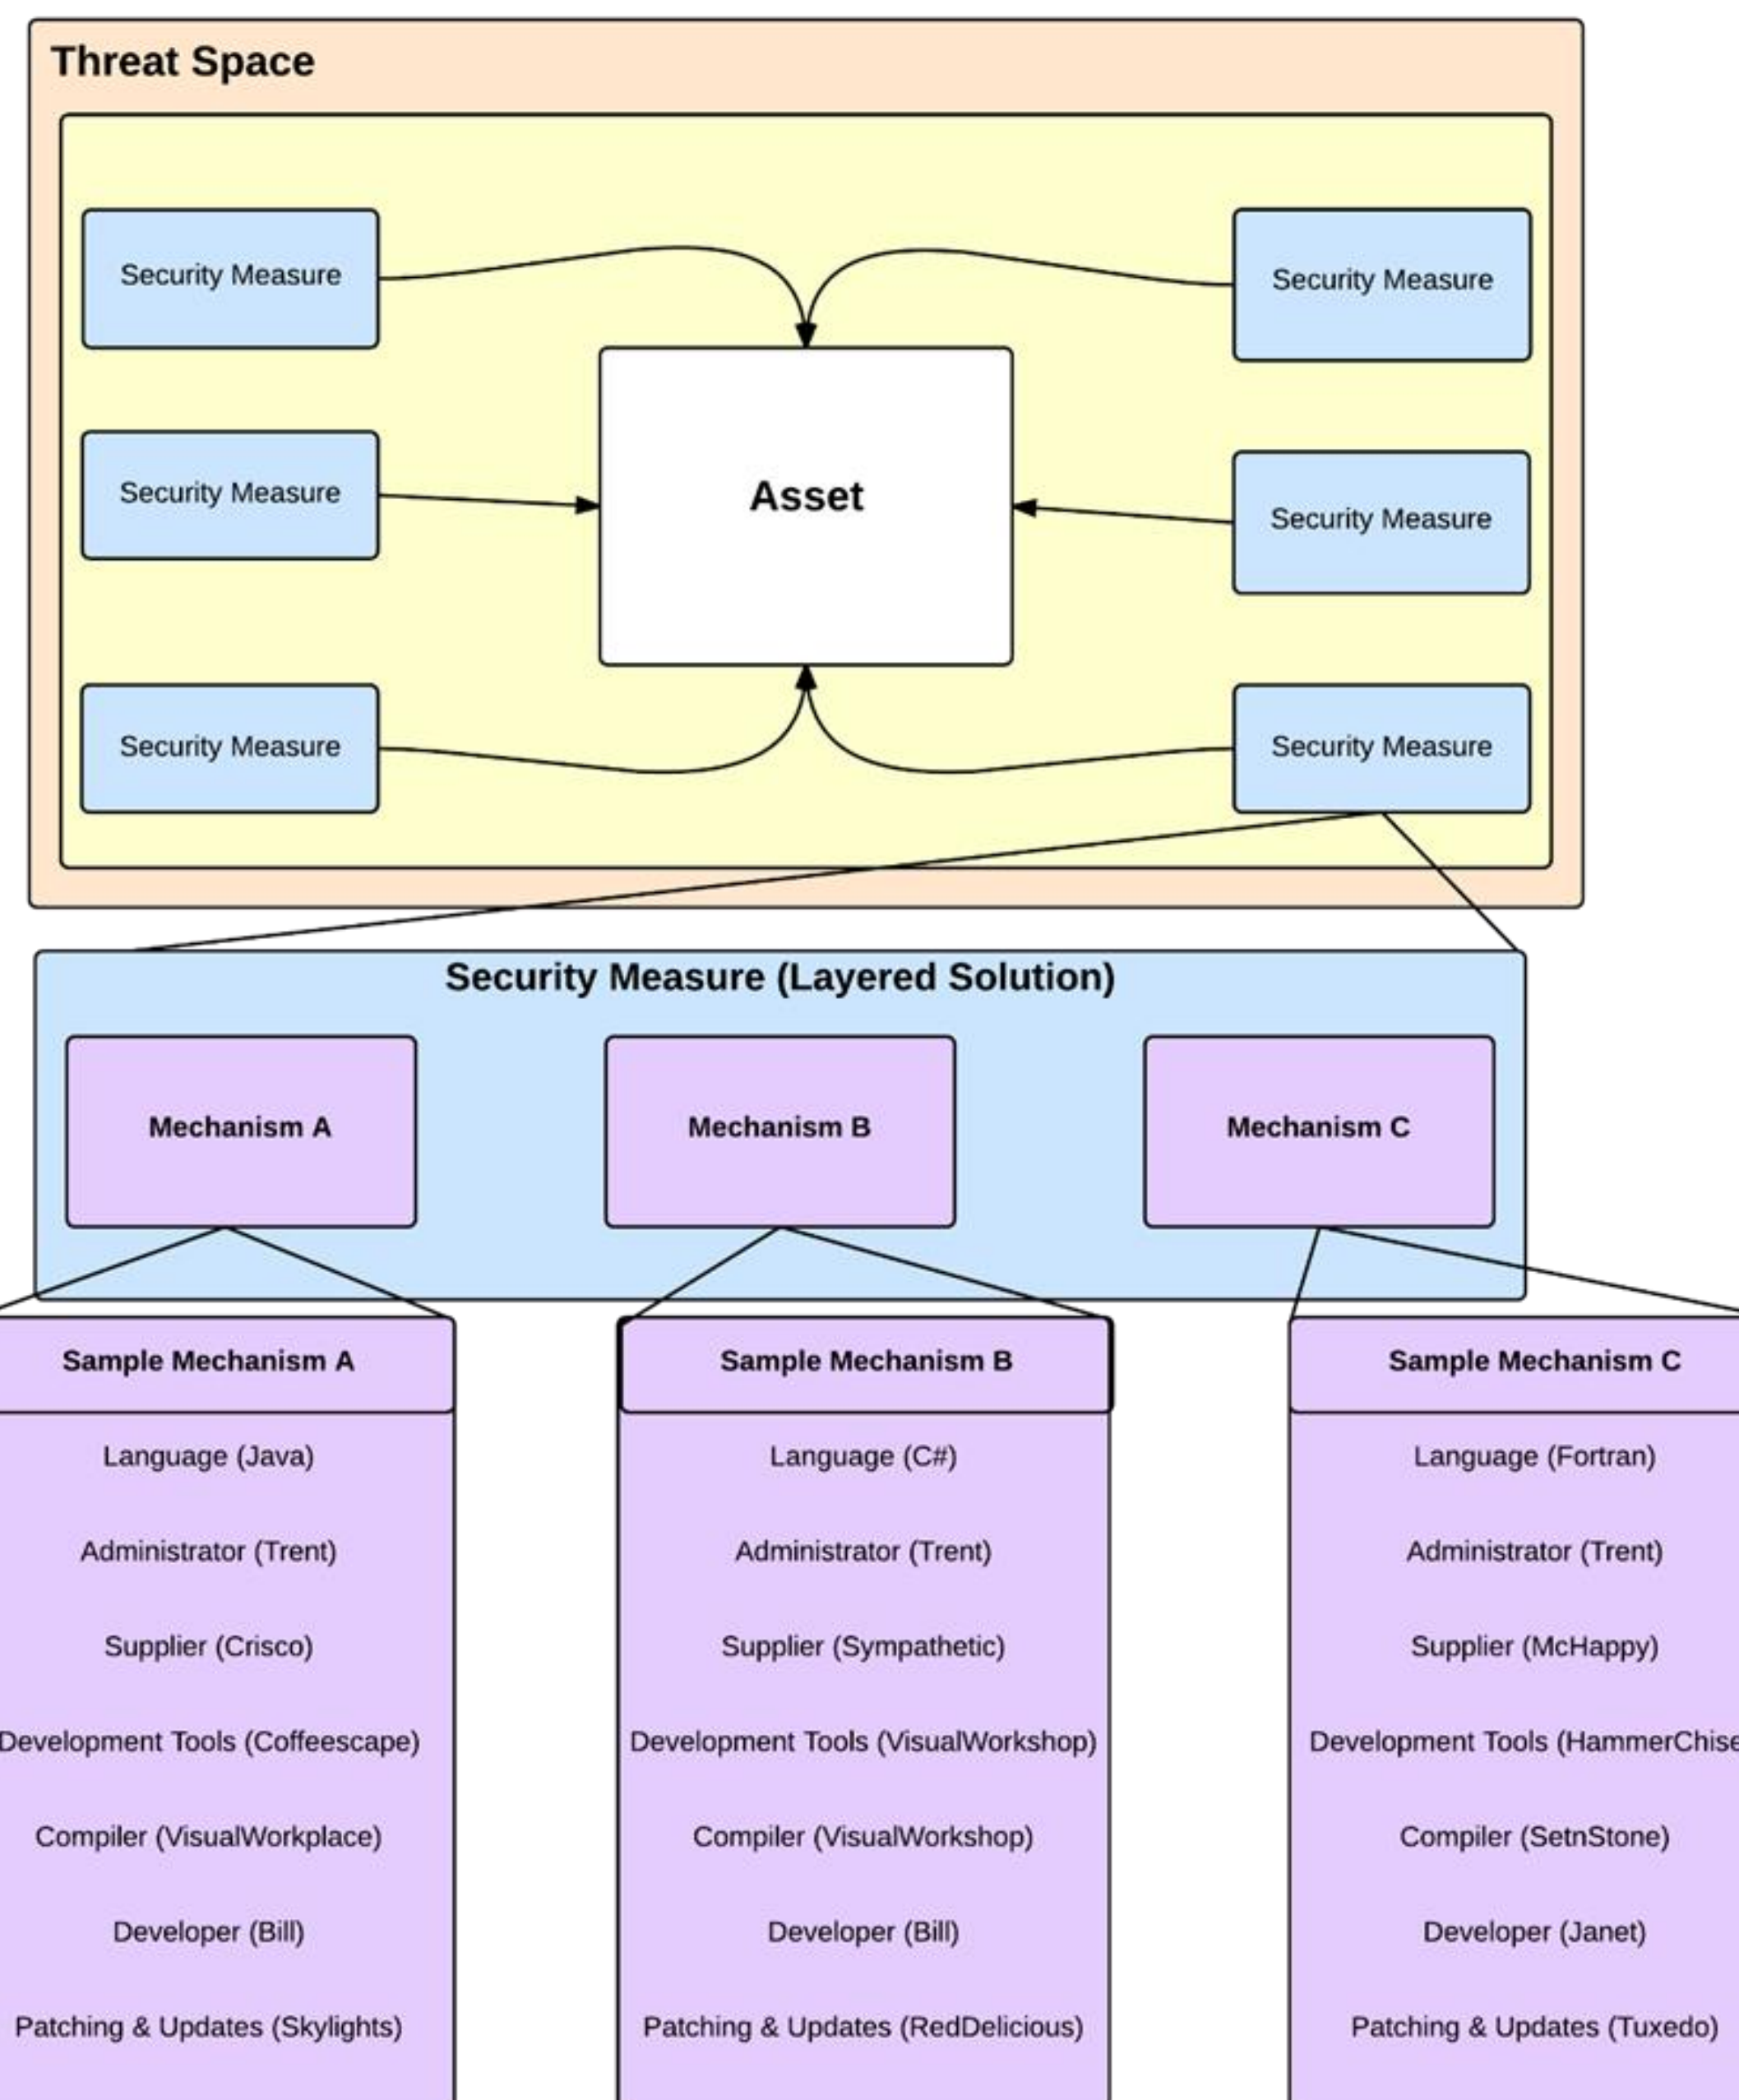 Threat Space
Security Measure
Security Measure
Security Measure
Asset
Security Measure
Security Measure
Security Measure
Security Measure (Layered Solution)
Mechanism A
Mechanism B
Mechanism C
Sample Mechanism A
Language (Java)
Administrator (Trent)
Supplier (Crisco)
Development Tools (Coffeescape)
Compiler (VisualWorkplace)
Developer (Bill)
Patching & Updates (Skylights)
Sample Mechanism B
Language (C#)
Administrator (Trent)
Supplier (Sympathetic)
Development Tools (VisualWorkshop)
Compiler (VisualWorkshop)
Developer (Bill)
Patching & Updates (RedDelicious)
Sample Mechanism C
Language (Fortran)
Administrator (Trent)
Supplier (McHappy)
Development Tools (HammerChise
Compiler (SetnStone)
Developer (Janet)
Patching & Updates (Tuxedo)